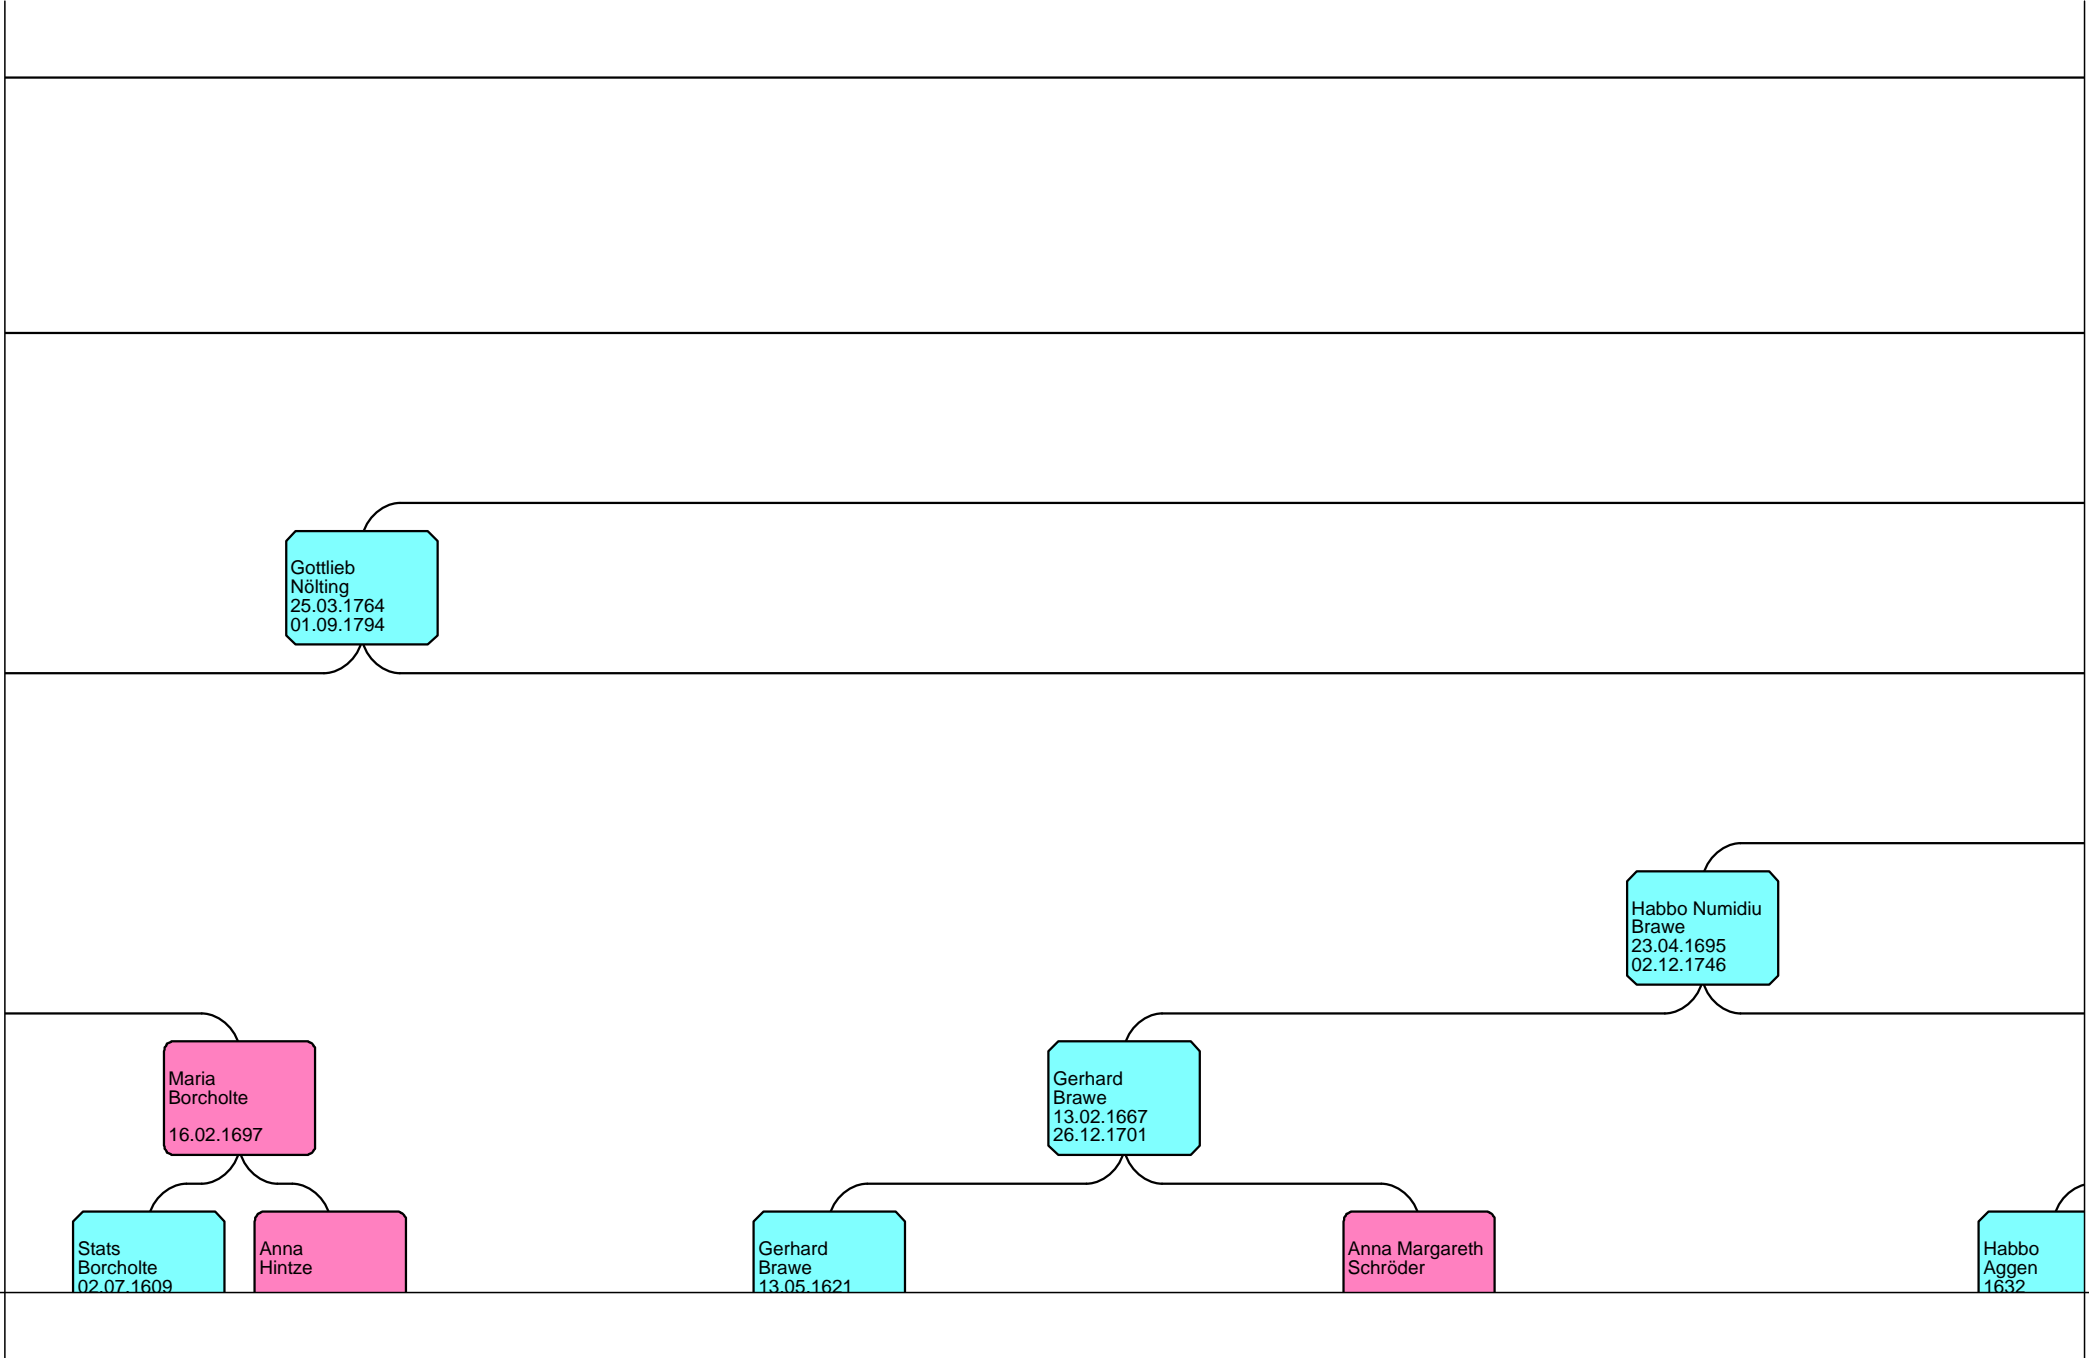 Gottlieb
Nölting
25.03.1764
01.09.1794
Habbo Numidiu
Brawe
23.04.1695
02.12.1746
Maria
Borcholte
16.02.1697
Gerhard
Brawe
13.02.1667
26.12.1701
Stats
Borcholte
02.07.1609
Anna
Hintze
Gerhard
Brawe
13.05.1621
Anna Margareth
Schröder
Habbo
Aggen
1632